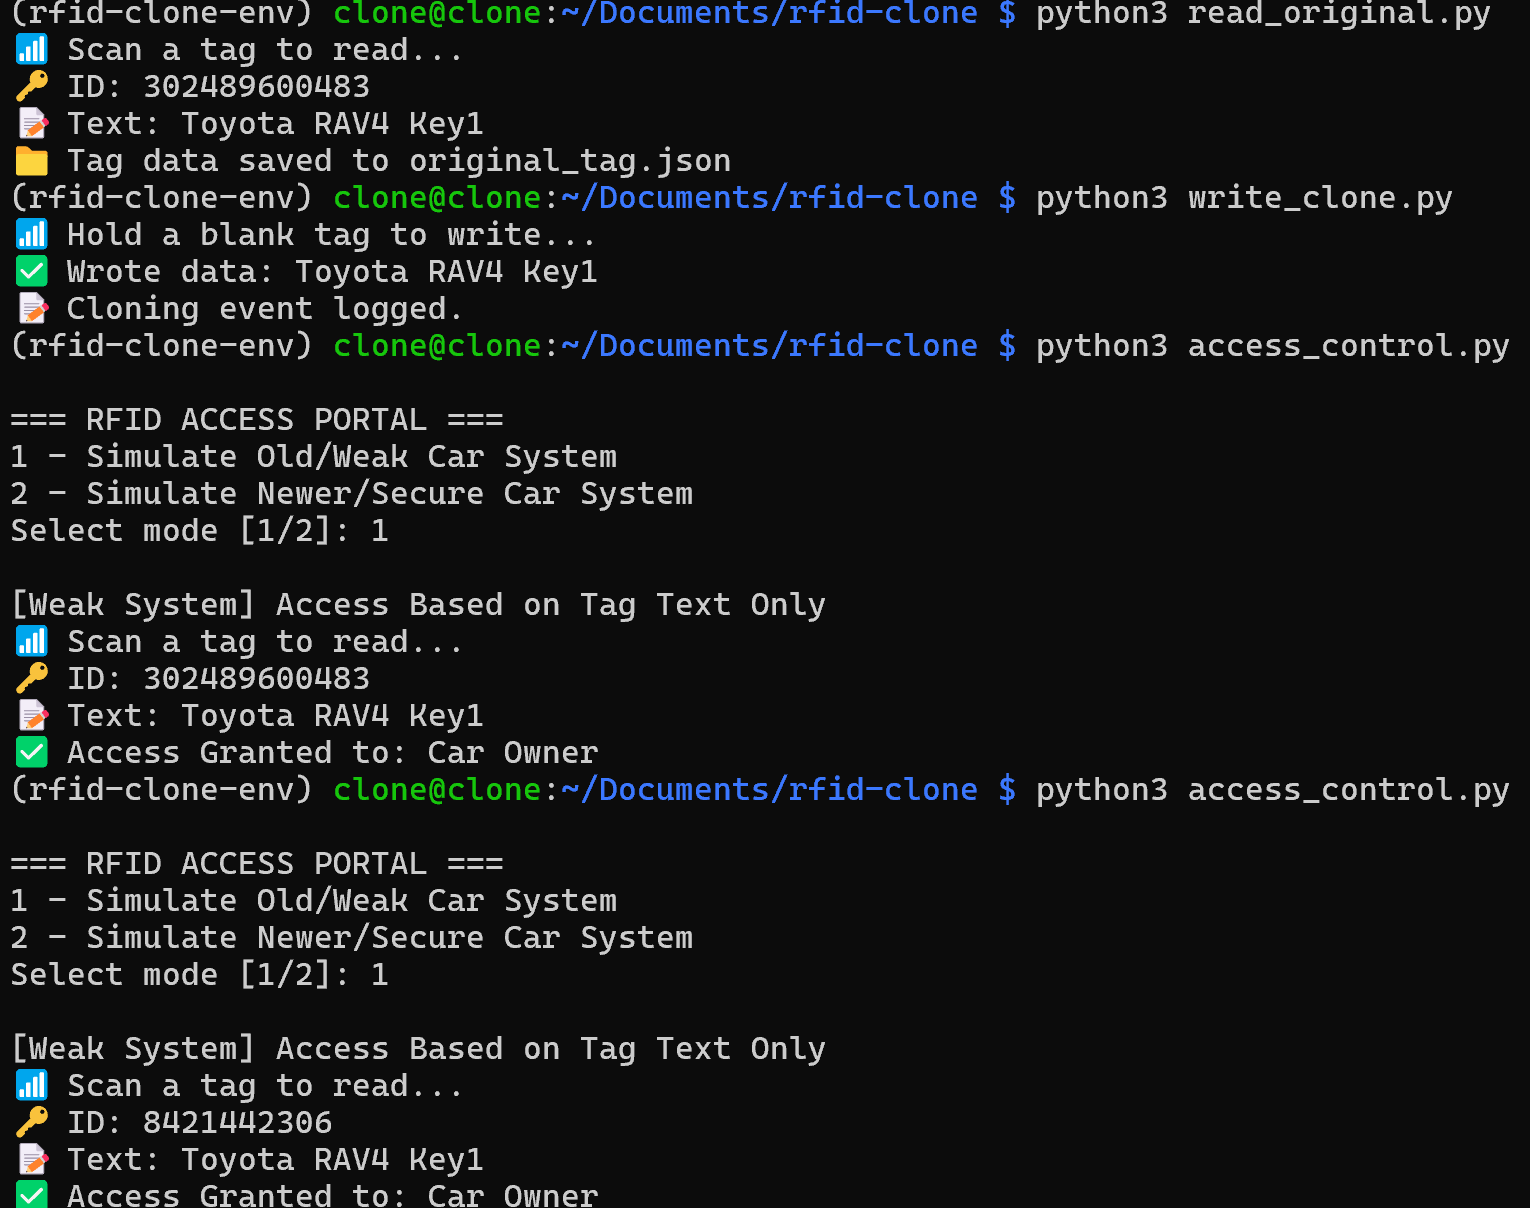 (rfid-clone-env) clone@clone:~/Documents/rfid-clone $ python3 read_original.py
📶 Scan a tag to read...
🔑 ID: 302489600483
📝 Text: Toyota RAV4 Key1
📁 Tag data saved to original_tag.json
(rfid-clone-env) clone@clone:~/Documents/rfid-clone $ python3 write_clone.py
📶 Hold a blank tag to write...
✅ Wrote data: Toyota RAV4 Key1
📝 Cloning event logged.
(rfid-clone-env) clone@clone:~/Documents/rfid-clone $ python3 access_control.py
=== RFID ACCESS PORTAL ===
1 - Simulate Old/Weak Car System
2 - Simulate Newer/Secure Car System
Select mode [1/2]: 1
[Weak System] Access Based on Tag Text Only
📶 Scan a tag to read...
🔑 ID: 302489600483
📝 Text: Toyota RAV4 Key1
✅ Access Granted to: Car Owner
(rfid-clone-env) clone@clone:~/Documents/rfid-clone $ python3 access_control.py
=== RFID ACCESS PORTAL ===
1 - Simulate Old/Weak Car System
2 - Simulate Newer/Secure Car System
Select mode [1/2]: 1
[Weak System] Access Based on Tag Text Only
📶 Scan a tag to read...
🔑 ID: 8421442306
📝 Text: Toyota RAV4 Key1
✅ Access Granted to: Car Owner